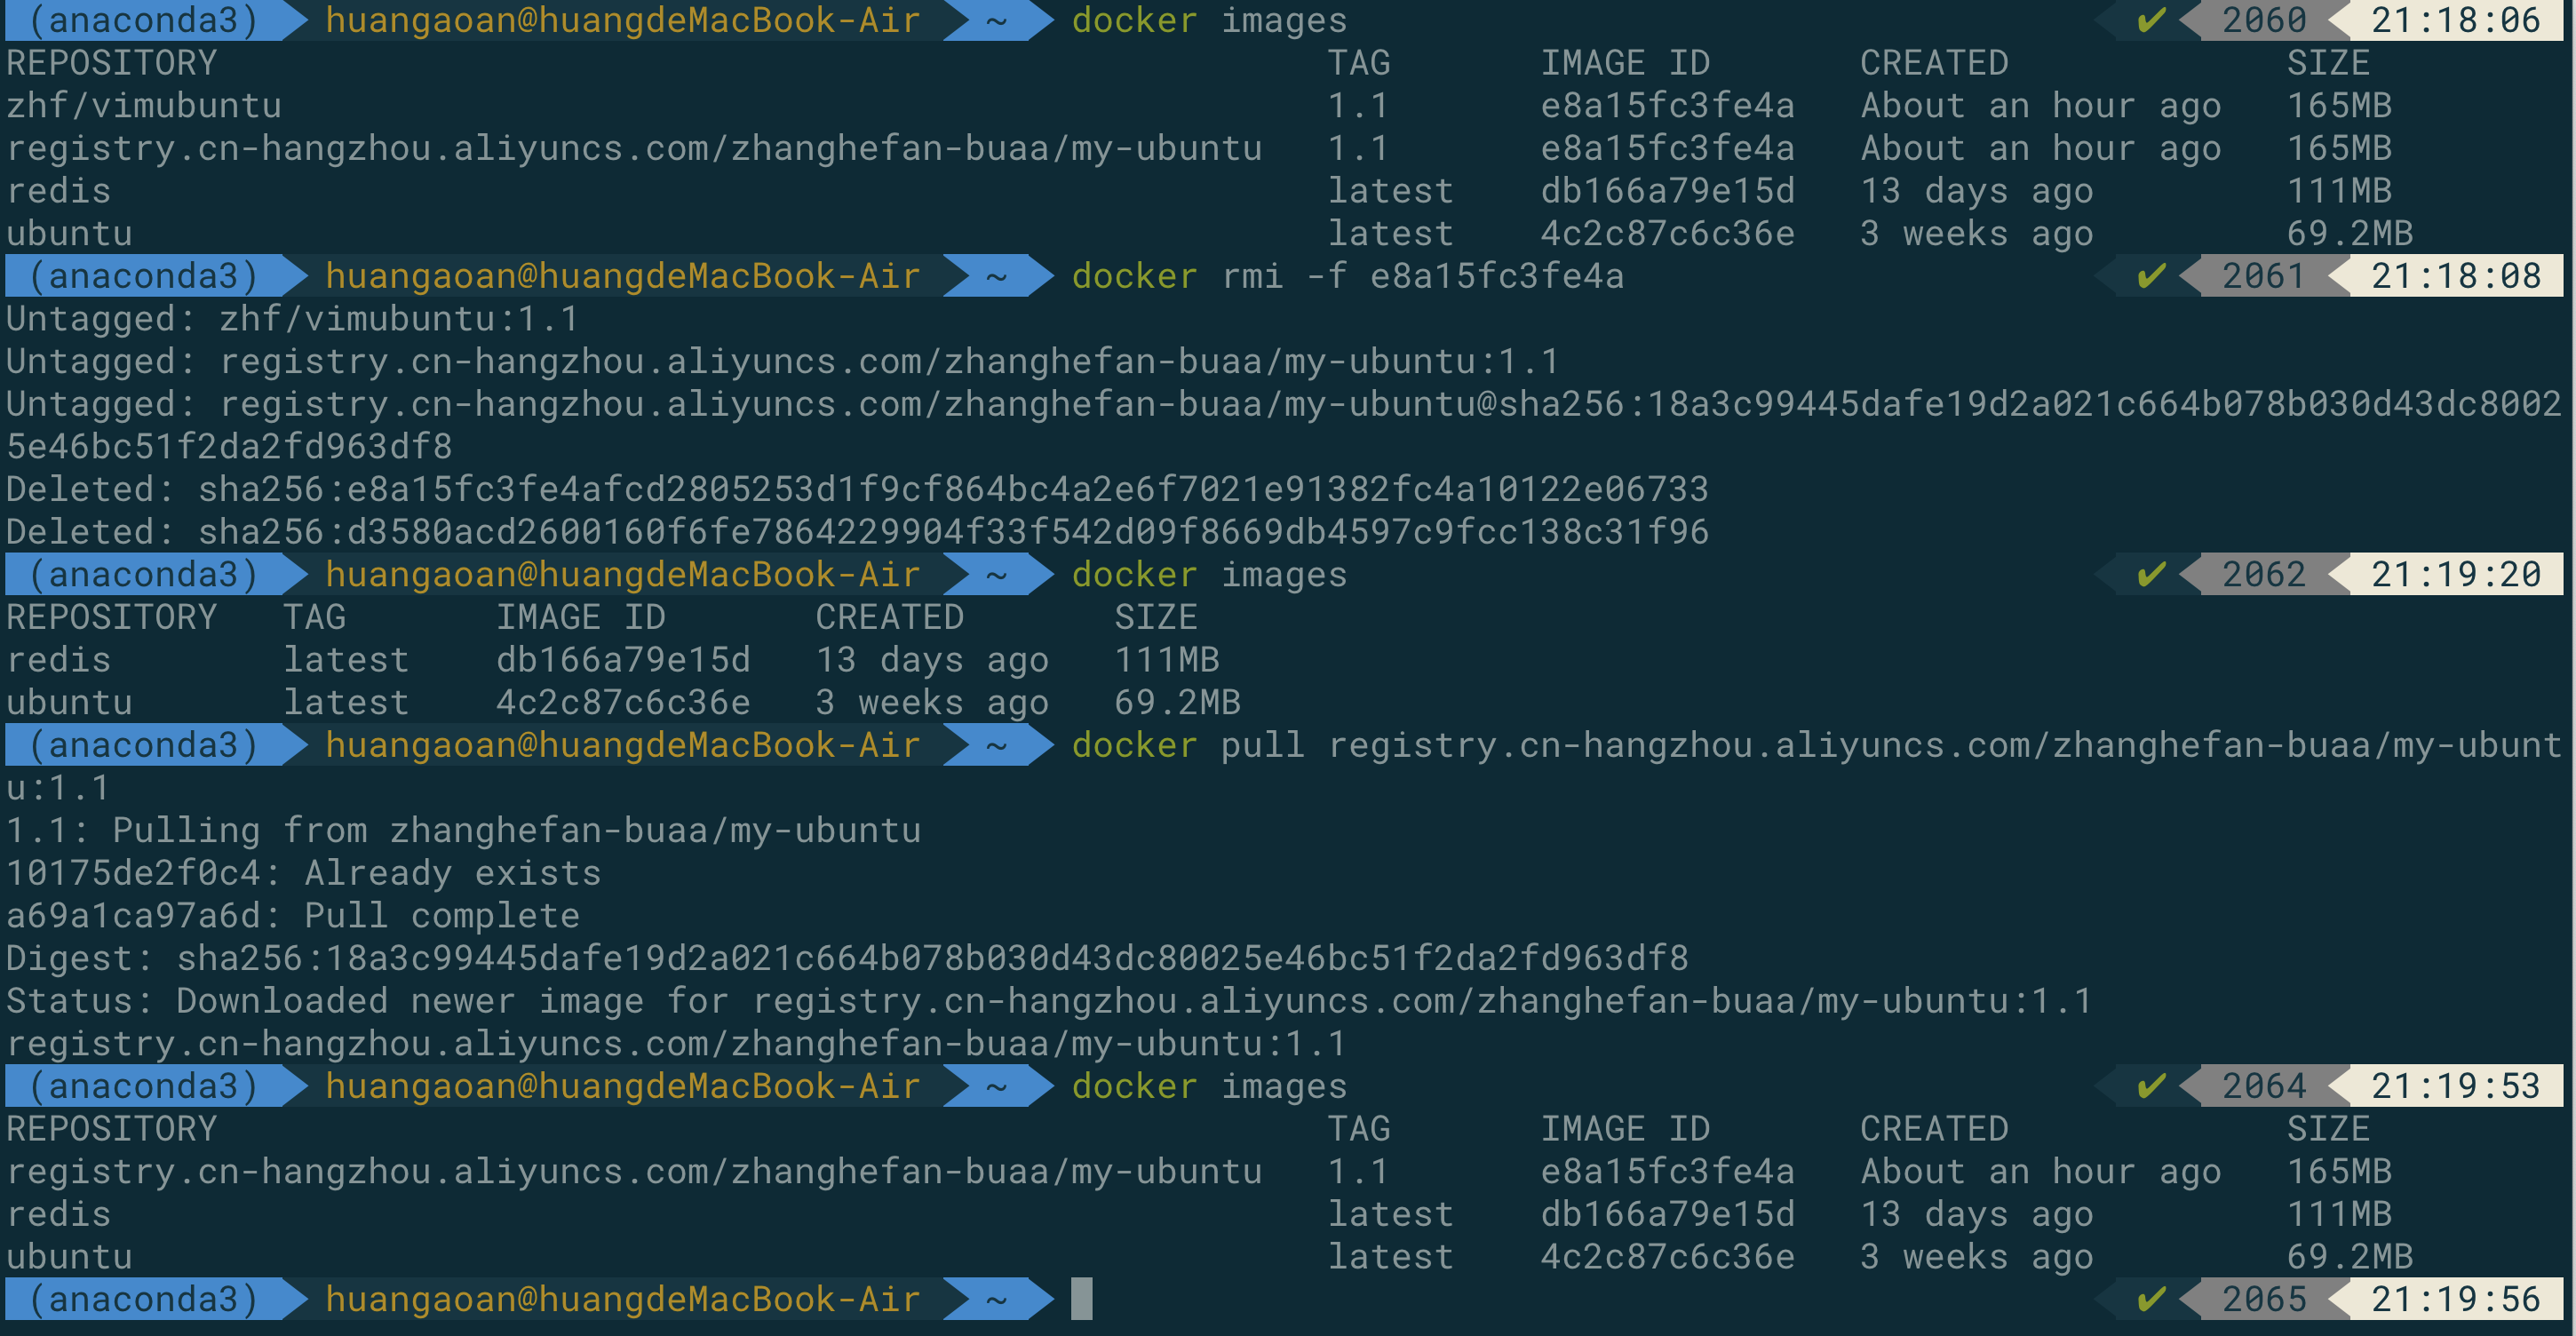 (anaconda3) huangaoan@huangdeMacBook-Air ~ docker images ✔ 2060 21:18:06
REPOSITORY TAG IMAGE ID CREATED SIZE
zhf/vimubuntu 1.1 e8a15fc3fe4a About an hour ago 165MB
registry.cn-hangzhou.aliyuncs.com/zhanghefan-buaa/my-ubuntu 1.1 e8a15fc3fe4a About an hour ago 165MB
redis latest db166a79e15d 13 days ago 111MB
ubuntu latest 4c2c87c6c36e 3 weeks ago 69.2MB
(anaconda3) huangaoan@huangdeMacBook-Air ~ docker rmi -f e8a15fc3fe4a ✔ 2061 21:18:08
Untagged: zhf/vimubuntu:1.1
Untagged: registry.cn-hangzhou.aliyuncs.com/zhanghefan-buaa/my-ubuntu:1.1
Untagged: registry.cn-hangzhou.aliyuncs.com/zhanghefan-buaa/my-ubuntu@sha256:18a3c99445dafe19d2a021c664b078b030d43dc8002
5e46bc51f2da2fd963df8
Deleted: sha256:e8a15fc3fe4afcd2805253d1f9cf864bc4a2e6f7021e91382fc4a10122e06733
Deleted: sha256:d3580acd2600160f6fe7864229904f33f542d09f8669db4597c9fcc138c31f96
(anaconda3) huangaoan@huangdeMacBook-Air ~ docker images ✔ 2062 21:19:20
REPOSITORY TAG IMAGE ID CREATED SIZE
redis latest db166a79e15d 13 days ago 111MB
ubuntu latest 4c2c87c6c36e 3 weeks ago 69.2MB
(anaconda3) huangaoan@huangdeMacBook-Air ~ docker pull registry.cn-hangzhou.aliyuncs.com/zhanghefan-buaa/my-ubunt
u:1.1
1.1: Pulling from zhanghefan-buaa/my-ubuntu
10175de2f0c4: Already exists
a69a1ca97a6d: Pull complete
Digest: sha256:18a3c99445dafe19d2a021c664b078b030d43dc80025e46bc51f2da2fd963df8
Status: Downloaded newer image for registry.cn-hangzhou.aliyuncs.com/zhanghefan-buaa/my-ubuntu:1.1
registry.cn-hangzhou.aliyuncs.com/zhanghefan-buaa/my-ubuntu:1.1
(anaconda3) huangaoan@huangdeMacBook-Air ~ docker images ✔ 2064 21:19:53
REPOSITORY TAG IMAGE ID CREATED SIZE
registry.cn-hangzhou.aliyuncs.com/zhanghefan-buaa/my-ubuntu 1.1 e8a15fc3fe4a About an hour ago 165MB
redis latest db166a79e15d 13 days ago 111MB
ubuntu latest 4c2c87c6c36e 3 weeks ago 69.2MB
(anaconda3) huangaoan@huangdeMacBook-Air ~ ✔ 2065 21:19:56